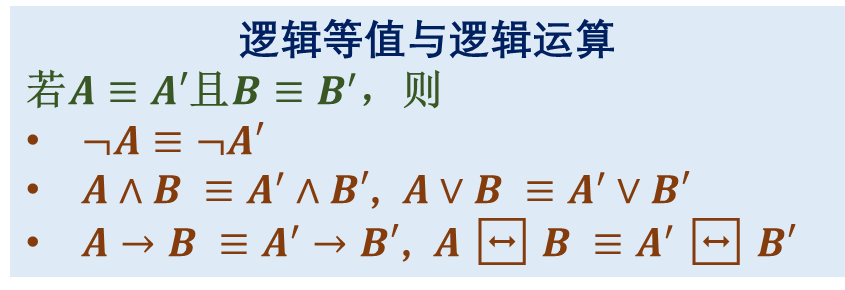 逻辑等值与逻辑运算
若A ≡ A′且B ≡ B′，则
• ¬A ≡ ¬A′
• A ∧ B ≡ A′ ∧ B′, A ∨ B ≡ A′ ∨ B′
• A → B ≡ A′ → B′, A ↔ B ≡ A′ ↔ B′